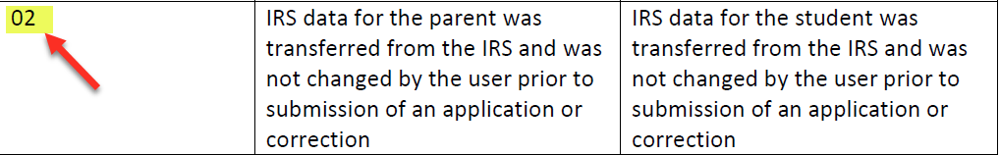 02
IRS data for the parent was
transferred from the IRS and was
not changed by the user prior to
submission of an application or
correction
IRS data for the student was
transferred from the IRS and was
not changed by the user prior to
submission of an application or
correction